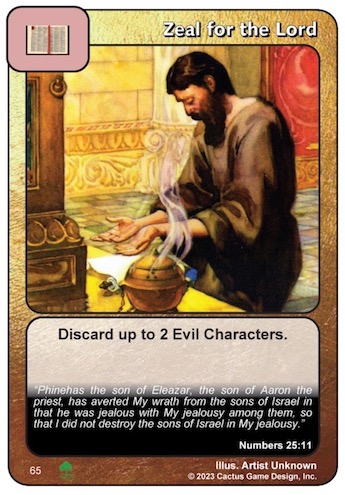 Zeal for the Lord
Discard up to 2 Evil Characters.
"Phinehas the son of Eleazar, the son of Aaron the
priest, has averted My wrath from the sons of Israel in
that he was jealous with My jealousy among them, so
that I did not destroy the sons of Israel in My jealousy."
Numbers 25:11
Illus. Artist Unknown
65
© 2023 Cactus Game Design, Inc.